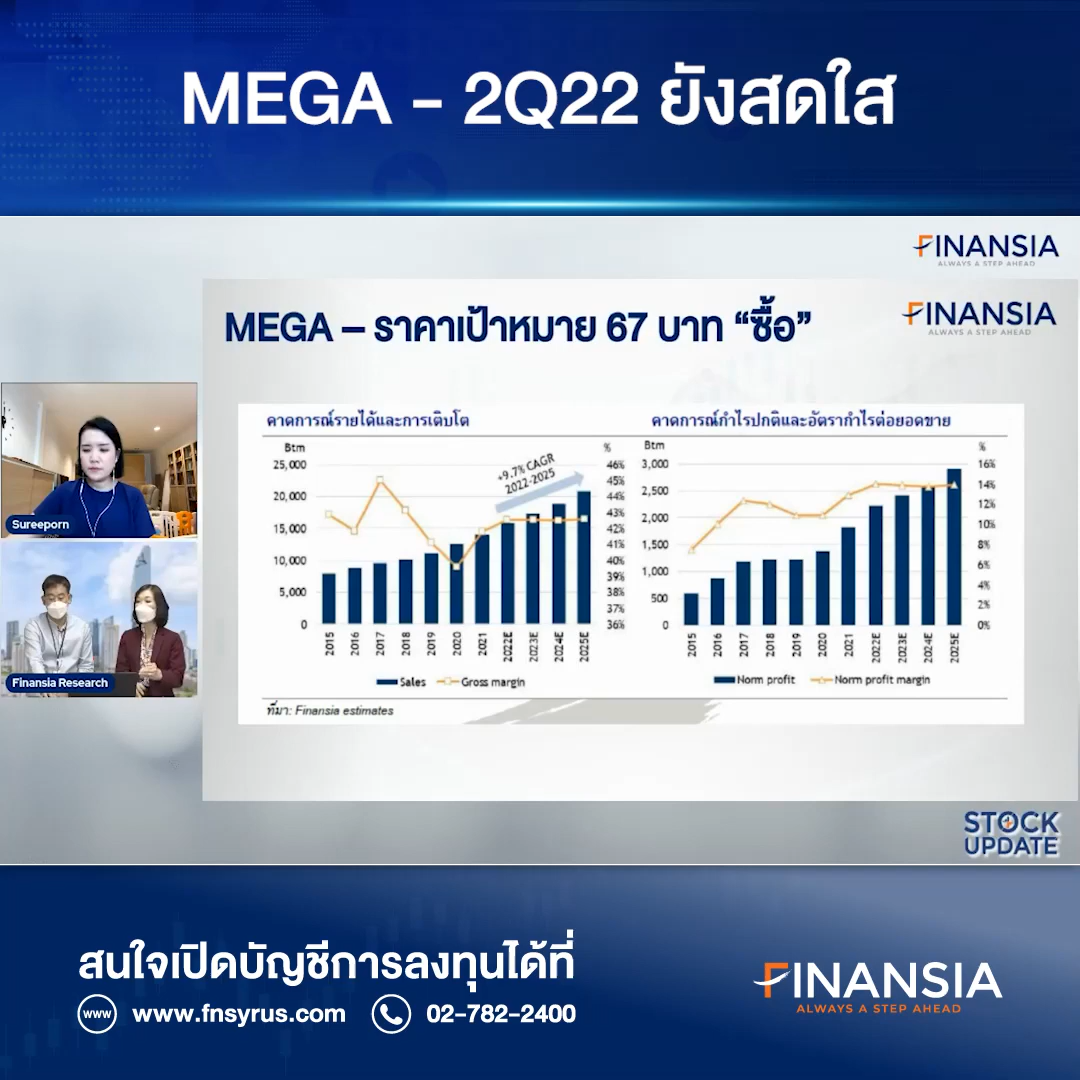 MEGA - 2Q22 ยังสดใส
FINANSIA
ALWAYS A STEP AHEAD
MEGA – ราคาเป้าหมาย 67 บาท “ซื้อ”
FINANSIA
ALWAYS A STEP AHEAD
Sureeporn
Finansia Research
คาดการณ์รายได้และการเติบโต
Btm
%
25,000
20,000
15,000
10,000
5,000
0
46%
45%
44%
43%
42%
41%
40%
39%
38%
37%
36%
+9.7% CAGR
2022-2025
2015
2016
2017
2018
2019
2020
2021
2022E
2023E
2024E
2025E
Sales
Gross margin
คาดการณ์กำไรปกติและอัตรากำไรต่อยอดขาย
Btm
%
3,000
2,500
2,000
1,500
1,000
500
0
16%
14%
12%
10%
8%
6%
4%
2%
0%
2015
2016
2017
2018
2019
2020
2021
2022E
2023E
2024E
2025E
Norm profit
Norm profit margin
ที่มา: Finansia estimates
STOCK
UPDATE
สนใจเปิดบัญชีการลงทุนได้ที่
www www.fnsyrus.com 02-782-2400
FINANSIA
ALWAYS A STEP AHEAD